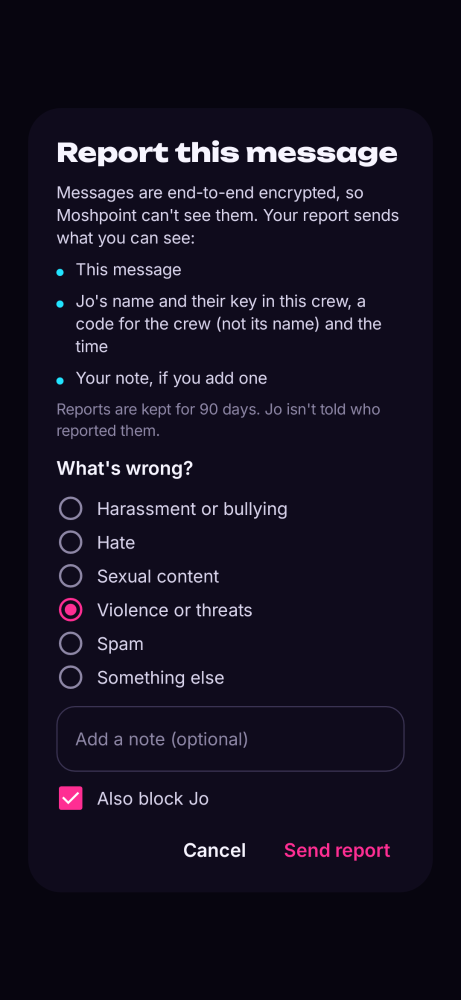 Report this message
Messages are end-to-end encrypted, so
Moshpoint can't see them. Your report sends
what you can see:
This message
Jo's name and their key in this crew, a
code for the crew (not its name) and the
time
Your note, if you add one
Reports are kept for 90 days. Jo isn't told who
reported them.
What's wrong?
Harassment or bullying
Hate
Sexual content
Violence or threats
Spam
Something else
Add a note (optional)
Also block Jo
Cancel Send report